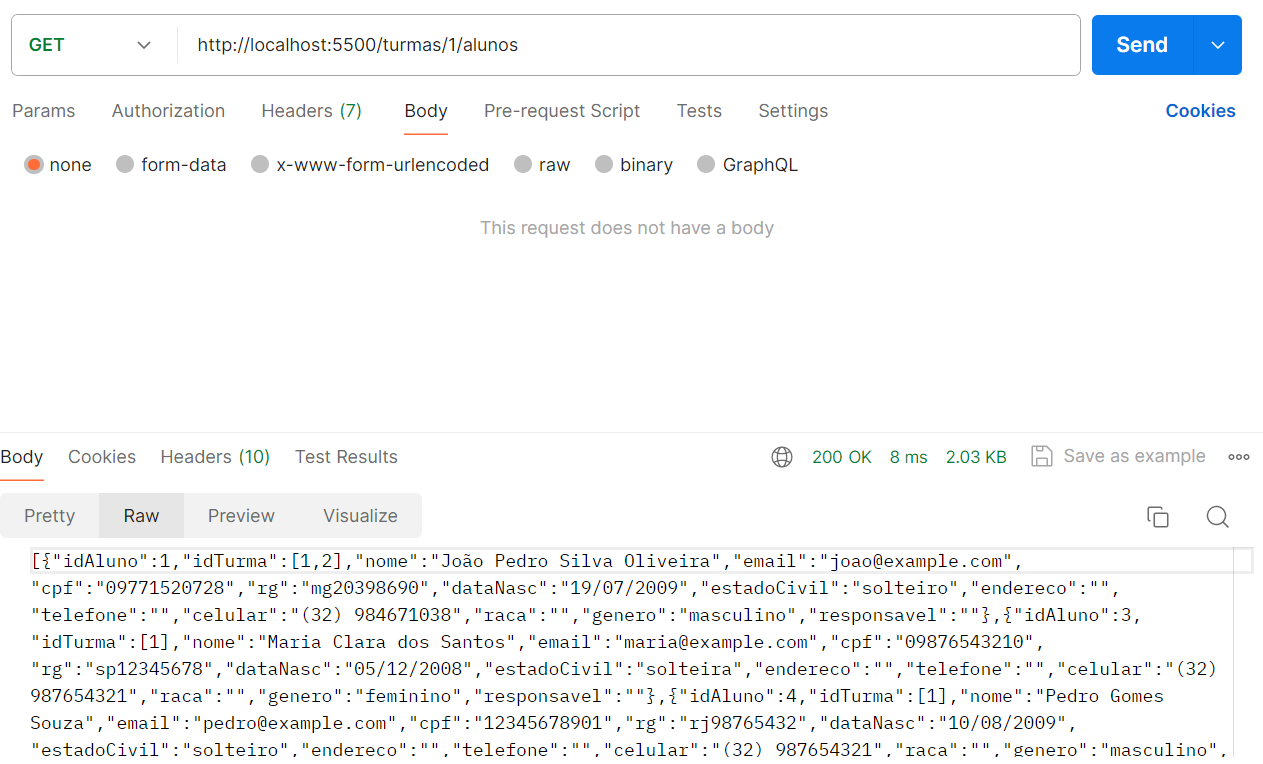 GET http://localhost:5500/turmas/1/alunos Send
Params Authorization Headers (7) Body Pre-request Script Tests Settings Cookies
none form-data x-www-form-urlencoded raw binary GraphQL
This request does not have a body
Body Cookies Headers (10) Test Results 200 OK 8 ms 2.03 KB Save as example
Pretty Raw Preview Visualize
[{"idAluno":1,"idTurma":[1,2],"nome":"João Pedro Silva Oliveira","email":"joao@example.com",
"cpf":"09771520728","rg":"mg20398690","dataNasc":"19/07/2009","estadoCivil":"solteiro","endereco":"",
"telefone":"","celular":"(32) 984671038","raca":"","genero":"masculino","responsavel":""},{"idAluno":3,
"idTurma":[1],"nome":"Maria Clara dos Santos","email":"maria@example.com","cpf":"09876543210",
"rg":"sp12345678","dataNasc":"05/12/2008","estadoCivil":"solteira","endereco":"","telefone":"","celular":"(32)
987654321","raca":"","genero":"feminino","responsavel":""},{"idAluno":4,"idTurma":[1],"nome":"Pedro Gomes
Souza","email":"pedro@example.com","cpf":"12345678901","rg":"rj98765432","dataNasc":"10/08/2009",
"estadoCivil":"solteiro","endereco":"","telefone":"","celular":"(32) 987654321","raca":"","genero":"masculino",